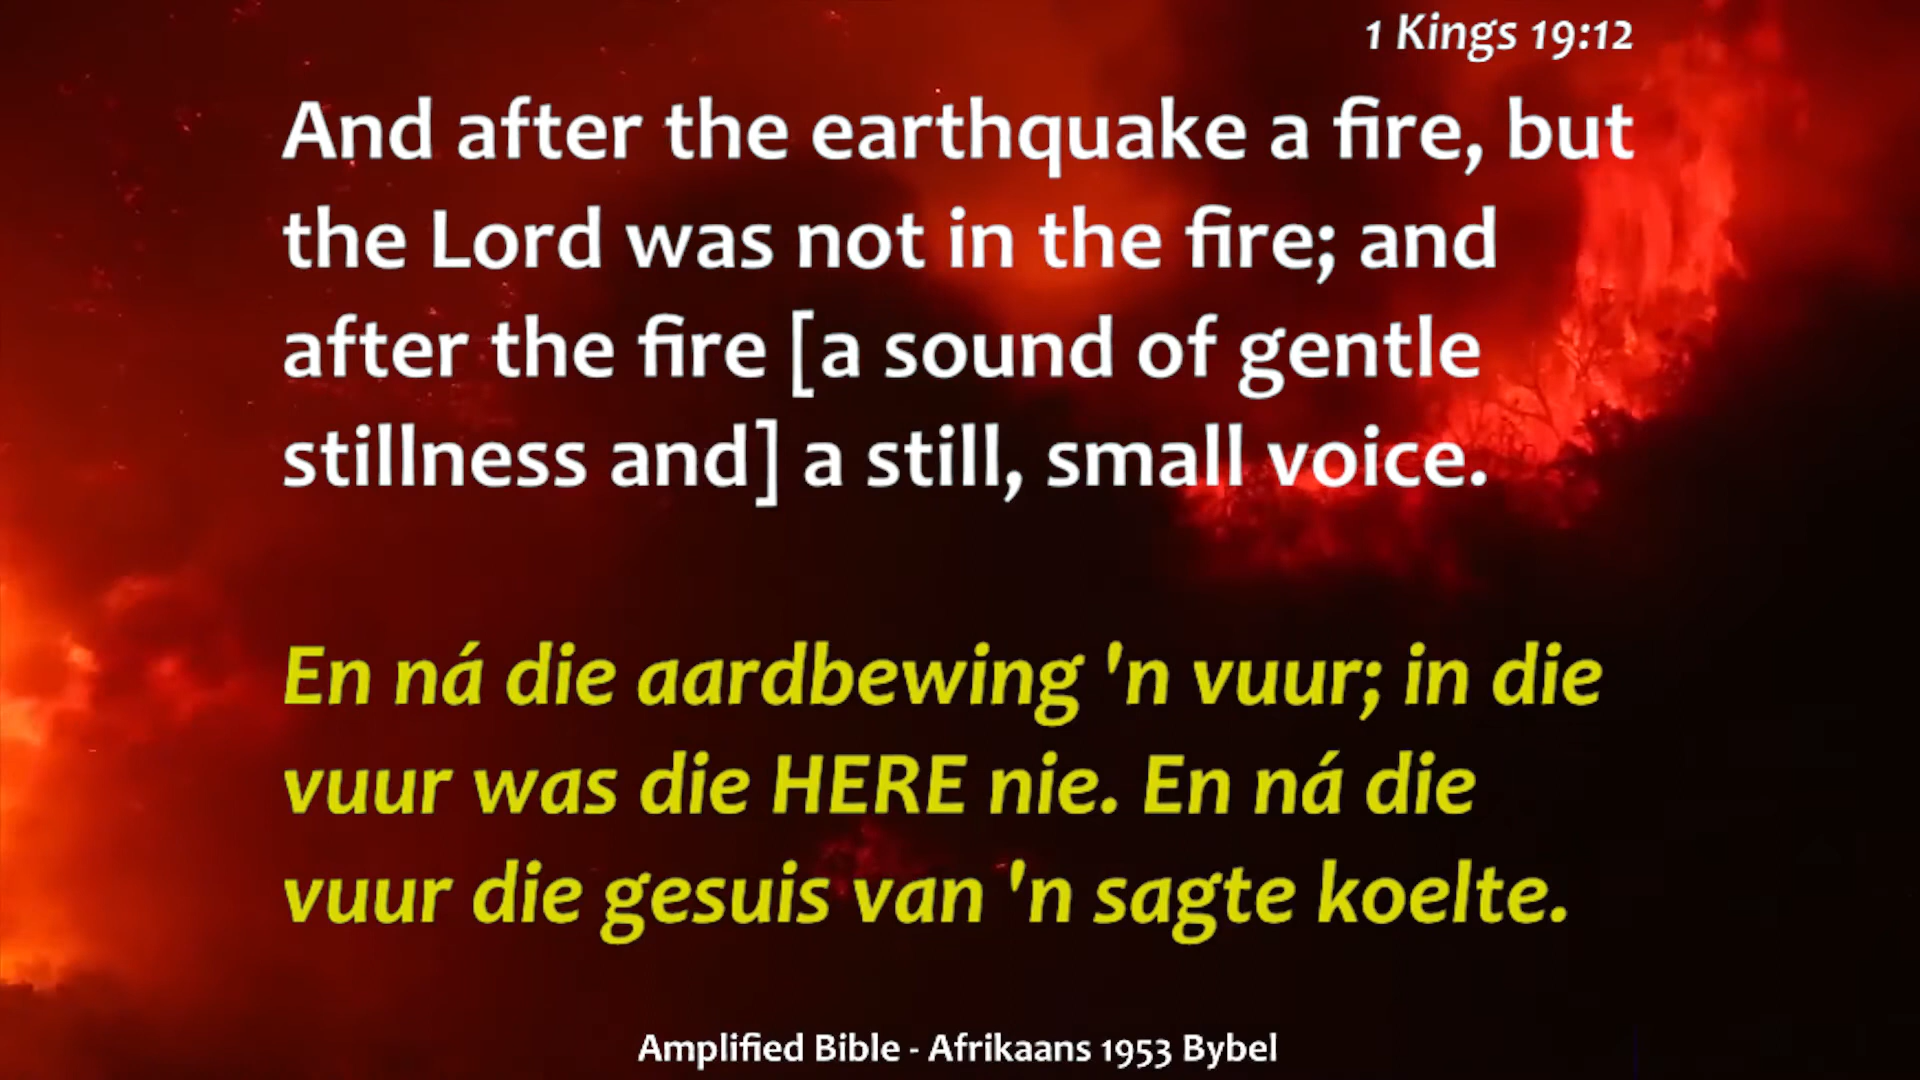 1 Kings 19:12
And after the earthquake a fire, but
the Lord was not in the fire; and
after the fire [a sound of gentle
stillness and] a still, small voice.
En ná die aardbewing 'n vuur; in die
vuur was die HERE nie. En ná die
vuur die gesuis van 'n sagte koelte.
Amplified Bible - Afrikaans 1953 Bybel